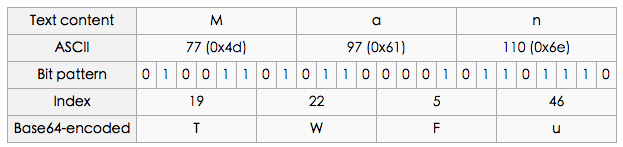 Text content M a n
ASCII 77 (0x4d) 97 (0x61) 110 (0x6e)
Bit pattern 0 1 0 0 1 1 0 1 0 1 1 0 0 0 0 1 0 1 1 0 1 1 1 0
Index 19 22 5 46
Base64-encoded T W F u